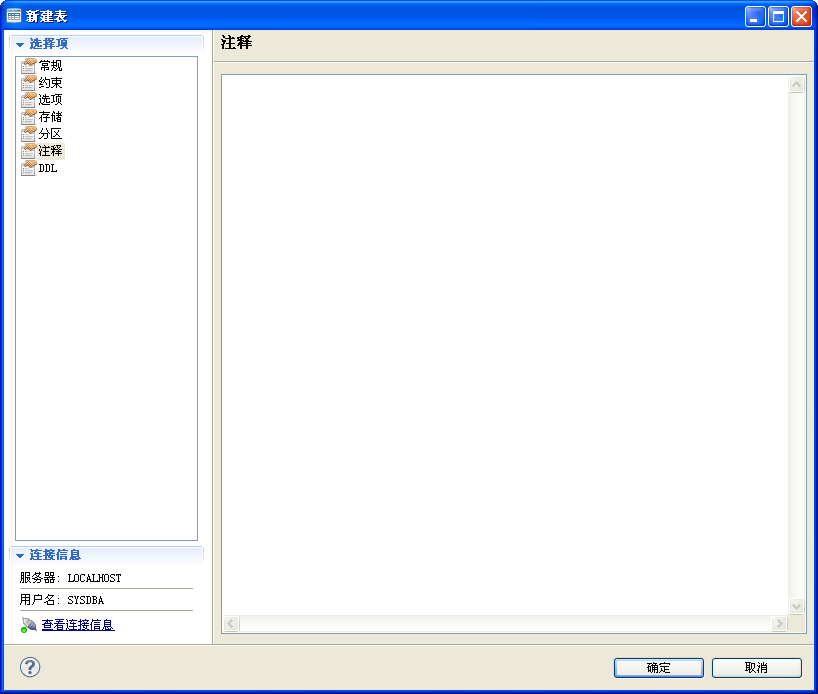 新建表
选择项
常规
约束
选项
存储
分区
注释
DDL
连接信息
服务器: LOCALHOST
用户名: SYSDBA
查看连接信息
注释
?
确定
取消